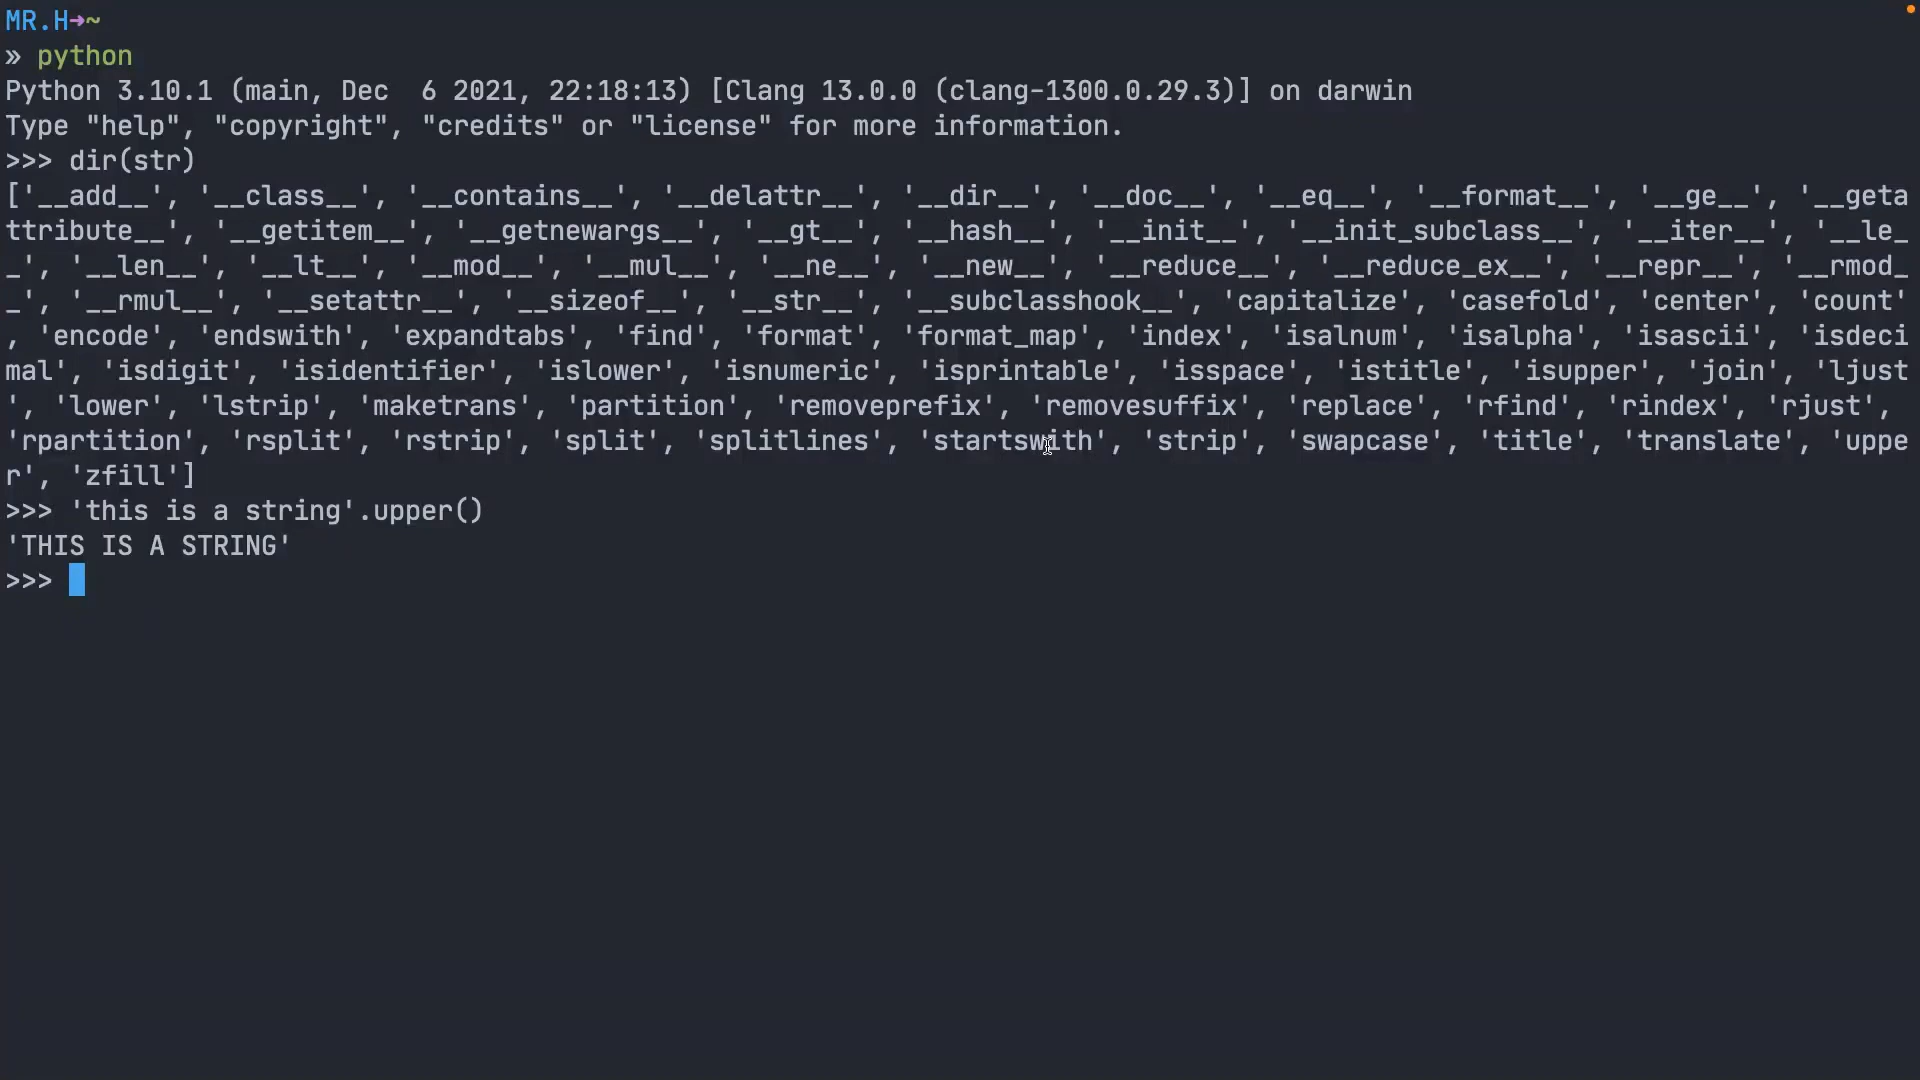 MR.H→~
» python
Python 3.10.1 (main, Dec  6 2021, 22:18:13) [Clang 13.0.0 (clang-1300.0.29.3)] on darwin
Type "help", "copyright", "credits" or "license" for more information.
>>> dir(str)
['__add__', '__class__', '__contains__', '__delattr__', '__dir__', '__doc__', '__eq__', '__format__', '__ge__', '__geta
ttribute__', '__getitem__', '__getnewargs__', '__gt__', '__hash__', '__init__', '__init_subclass__', '__iter__', '__le_
_', '__len__', '__lt__', '__mod__', '__mul__', '__ne__', '__new__', '__reduce__', '__reduce_ex__', '__repr__', '__rmod_
_', '__rmul__', '__setattr__', '__sizeof__', '__str__', '__subclasshook__', 'capitalize', 'casefold', 'center', 'count'
, 'encode', 'endswith', 'expandtabs', 'find', 'format', 'format_map', 'index', 'isalnum', 'isalpha', 'isascii', 'isdeci
mal', 'isdigit', 'isidentifier', 'islower', 'isnumeric', 'isprintable', 'isspace', 'istitle', 'isupper', 'join', 'ljust
', 'lower', 'lstrip', 'maketrans', 'partition', 'removeprefix', 'removesuffix', 'replace', 'rfind', 'rindex', 'rjust',
'rpartition', 'rsplit', 'rstrip', 'split', 'splitlines', 'startswith', 'strip', 'swapcase', 'title', 'translate', 'uppe
r', 'zfill']
>>> 'this is a string'.upper()
'THIS IS A STRING'
>>>